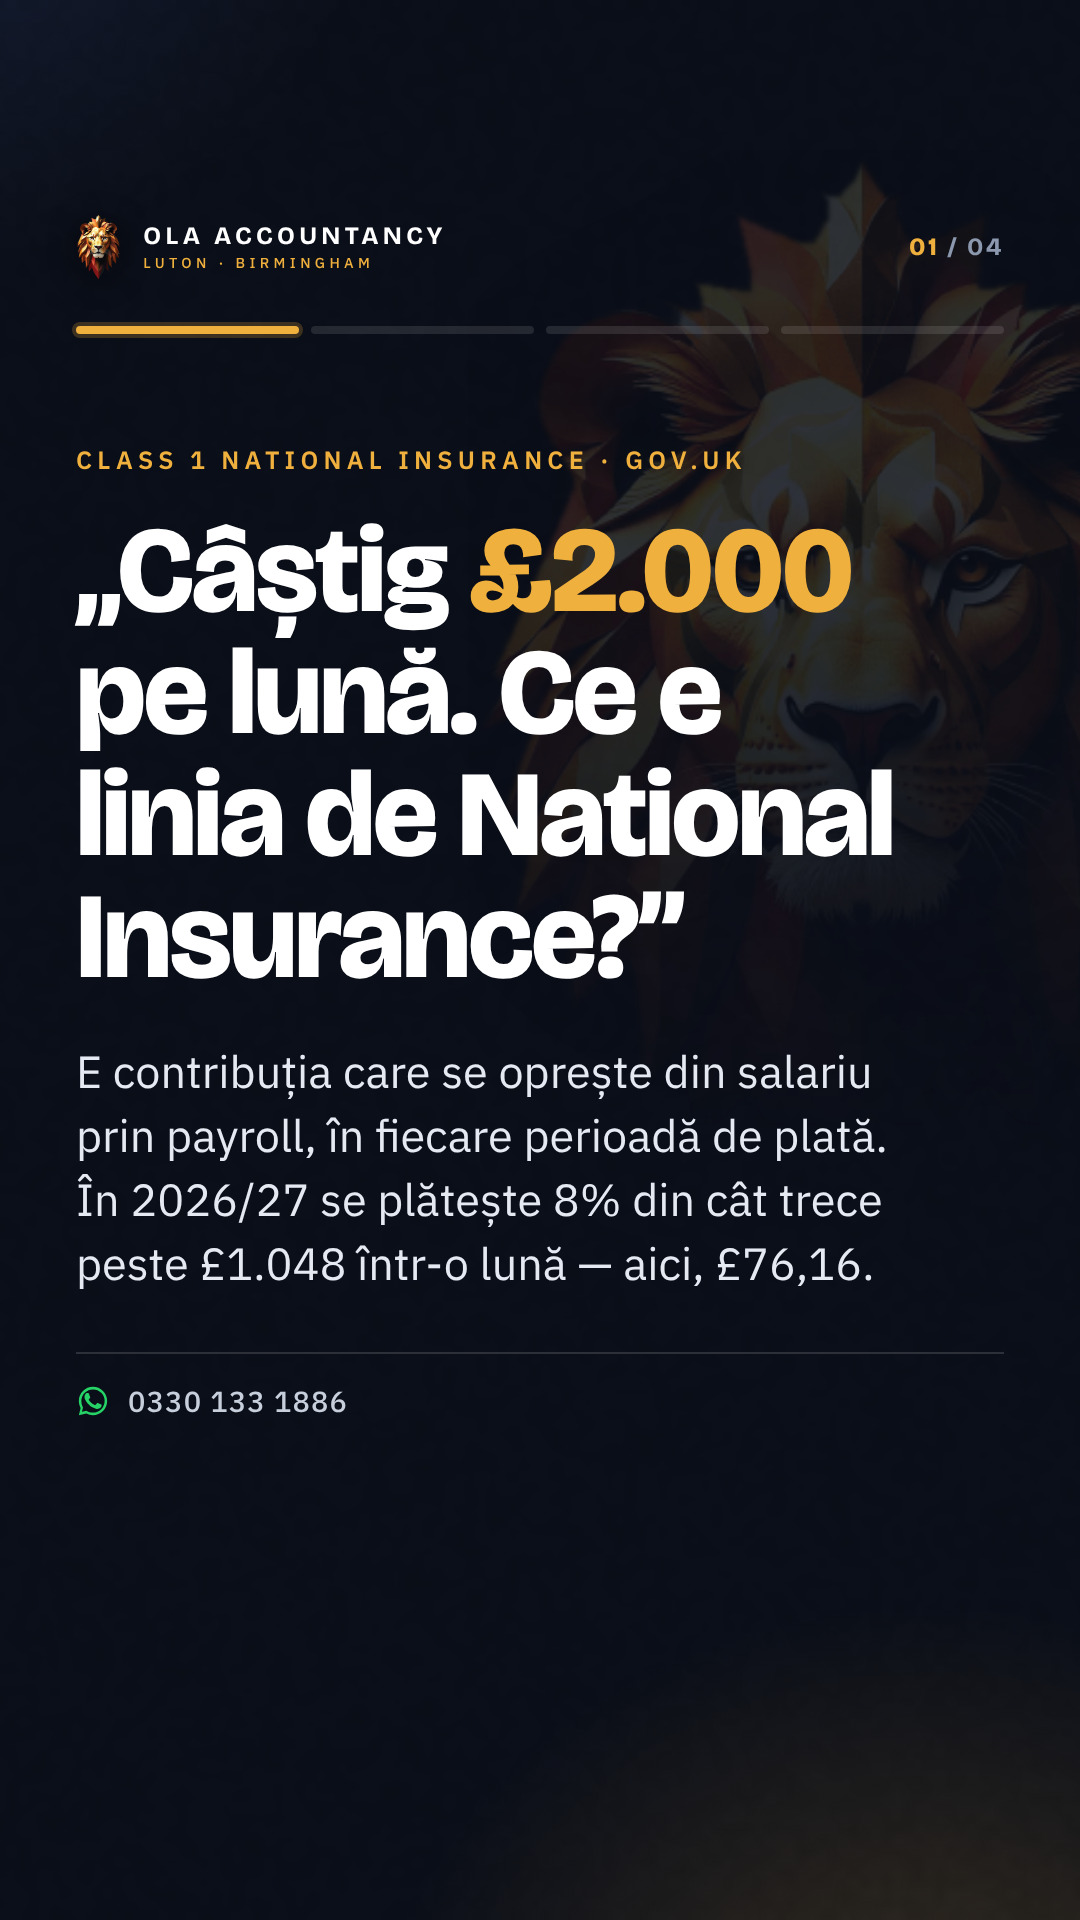 OLA ACCOUNTANCY
LUTON · BIRMINGHAM
01 / 04
CLASS 1 NATIONAL INSURANCE · GOV.UK
„Câștig £2.000
pe lună. Ce e
linia de National
Insurance?”
E contribuția care se oprește din salariu
prin payroll, în fiecare perioadă de plată.
În 2026/27 se plătește 8% din cât trece
peste £1.048 într-o lună — aici, £76,16.
0330 133 1886